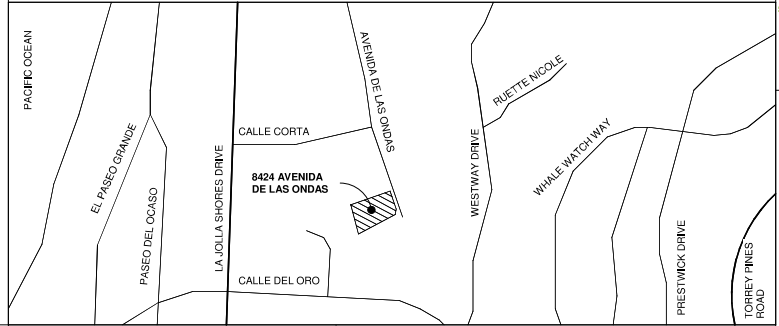 PACIFIC OCEAN
EL PASEO GRANDE
PASEO DEL OCASO
LA JOLLA SHORES DRIVE
CALLE CORTA
AVENIDA DE LAS ONDAS
8424 AVENIDA
DE LAS ONDAS
CALLE DEL ORO
WESTWAY DRIVE
RUETTE NICOLE
WHALE WATCH WAY
PRESTWICK DRIVE
TORREY PINES
ROAD